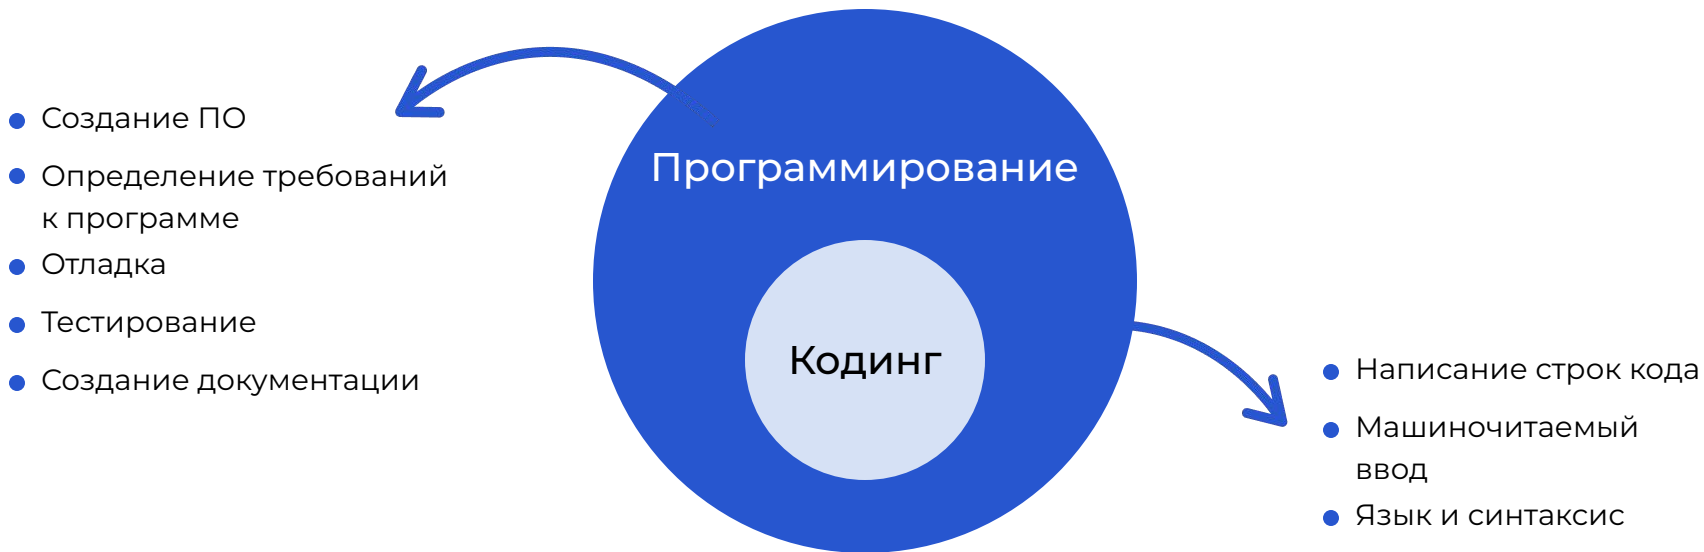 Создание ПО
Определение требований
к программе
Отладка
Тестирование
Создание документации
Программирование
Кодинг
Написание строк кода
Машиночитаемый
ввод
Язык и синтаксис